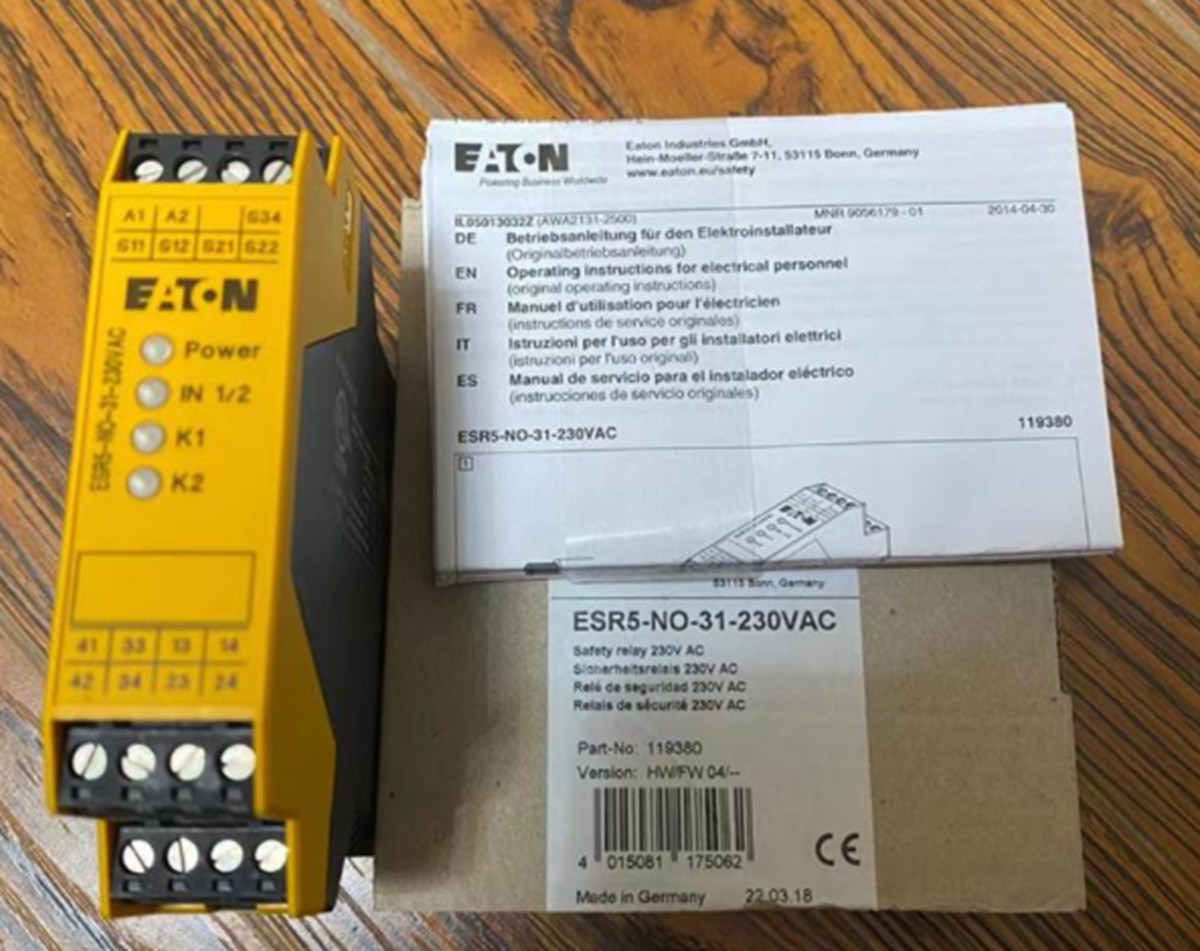 A1 A2 S34
S11 S12 S21 S22
EATON
Power
IN 1/2
K1
K2
ESR5-NO-31-230VAC
41 33 13 14
42 34 23 24
EATON
Powering Business Worldwide
Eaton Industries GmbH,
Hein-Moeller-Straße 7-11, 53115 Bonn, Germany
www.eaton.eu/safety
IL05013032Z (AWA2131-2500) MNR 9056179 - 01 2014-04-30
DE Betriebsanleitung für den Elektroinstallateur
(Originalbetriebsanleitung)
EN Operating instructions for electrical personnel
(original operating instructions)
FR Manuel d'utilisation pour l'électricien
(instructions de service originales)
IT Istruzioni per l'uso per gli installatori elettrici
(istruzioni per l'uso originali)
ES Manual de servicio para el instalador eléctrico
(instrucciones de servicio originales)
ESR5-NO-31-230VAC 119380
1
EATON
53115 Bonn, Germany
ESR5-NO-31-230VAC
Safety relay 230V AC
Sicherheitsrelais 230V AC
Relé de seguridad 230V AC
Relais de sécurité 230V AC
Part-No: 119380
Version: HW/FW 04/--
4 015081 175062
CE
Made in Germany 22.03.18